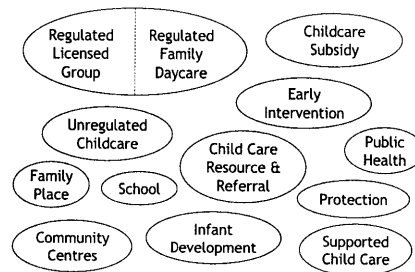 Regulated
Licensed
Group
Regulated
Family
Daycare
Childcare
Subsidy
Early
Intervention
Unregulated
Childcare
Child Care
Resource &
Referral
Public
Health
Family
Place
School
Protection
Community
Centres
Infant
Development
Supported
Child Care